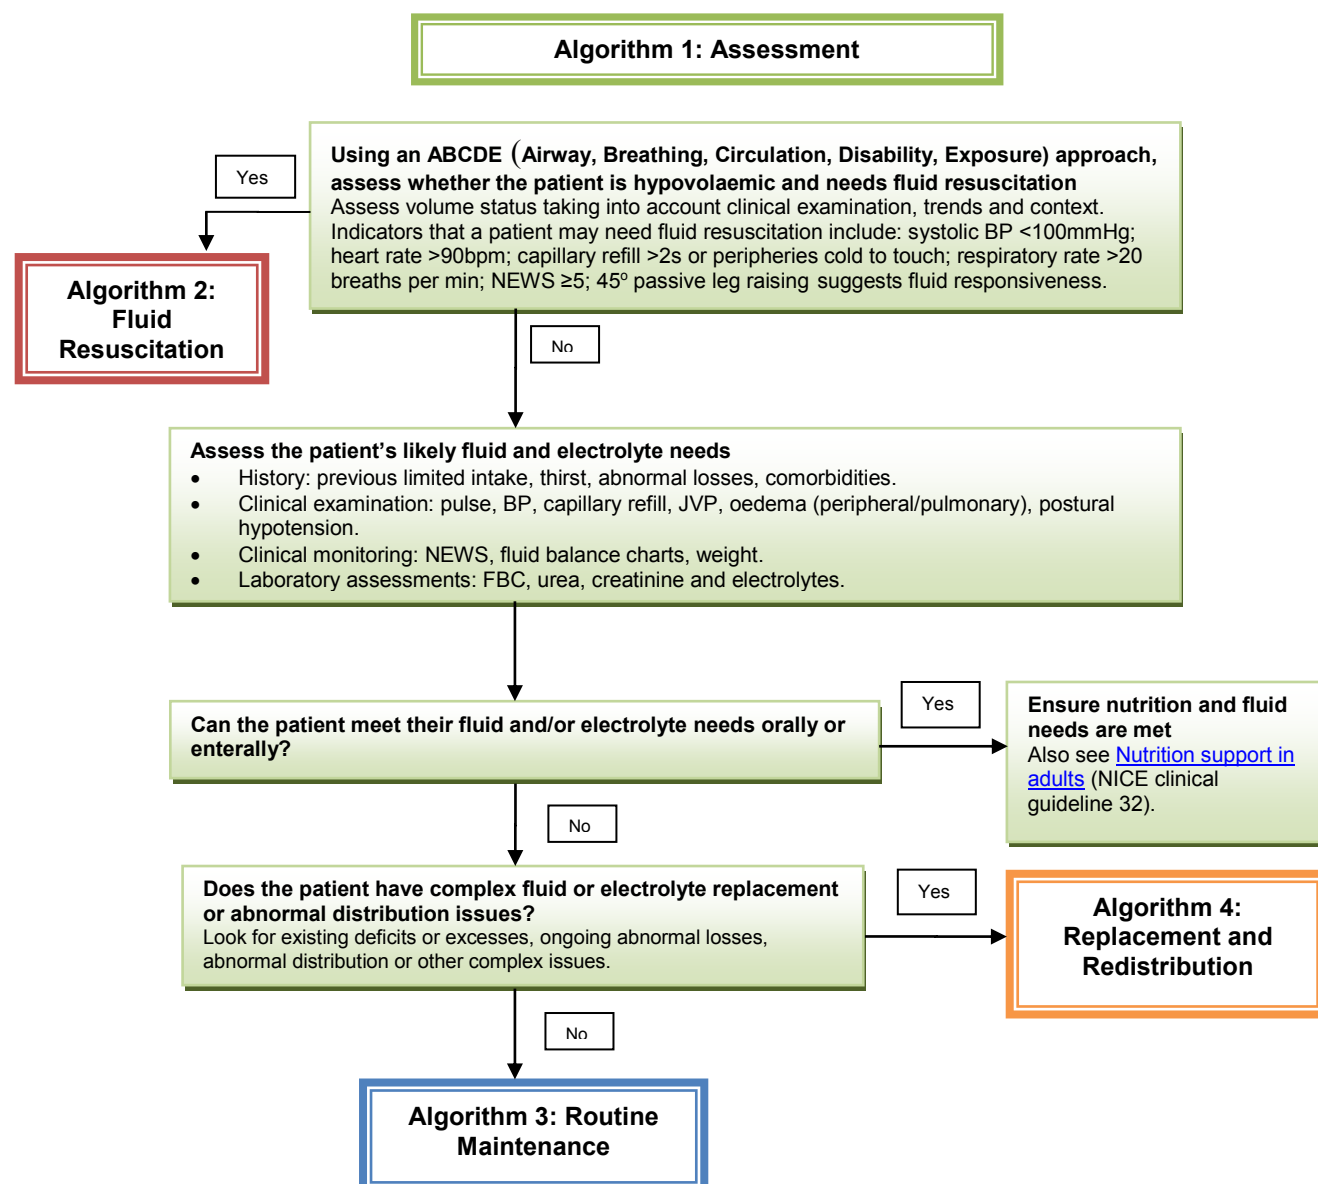 Algorithm 1: Assessment
Using an ABCDE (Airway, Breathing, Circulation, Disability, Exposure) approach,
assess whether the patient is hypovolaemic and needs fluid resuscitation
Assess volume status taking into account clinical examination, trends and context.
Indicators that a patient may need fluid resuscitation include: systolic BP <100mmHg;
heart rate >90bpm; capillary refill >2s or peripheries cold to touch; respiratory rate >20
breaths per min; NEWS ≥5; 45º passive leg raising suggests fluid responsiveness.
Yes
Algorithm 2:
Fluid
Resuscitation
No
Assess the patient’s likely fluid and electrolyte needs
• History: previous limited intake, thirst, abnormal losses, comorbidities.
• Clinical examination: pulse, BP, capillary refill, JVP, oedema (peripheral/pulmonary), postural
hypotension.
• Clinical monitoring: NEWS, fluid balance charts, weight.
• Laboratory assessments: FBC, urea, creatinine and electrolytes.
Can the patient meet their fluid and/or electrolyte needs orally or
enterally?
Yes
Ensure nutrition and fluid
needs are met
Also see Nutrition support in
adults (NICE clinical
guideline 32).
No
Does the patient have complex fluid or electrolyte replacement
or abnormal distribution issues?
Look for existing deficits or excesses, ongoing abnormal losses,
abnormal distribution or other complex issues.
Yes
Algorithm 4:
Replacement and
Redistribution
No
Algorithm 3: Routine
Maintenance